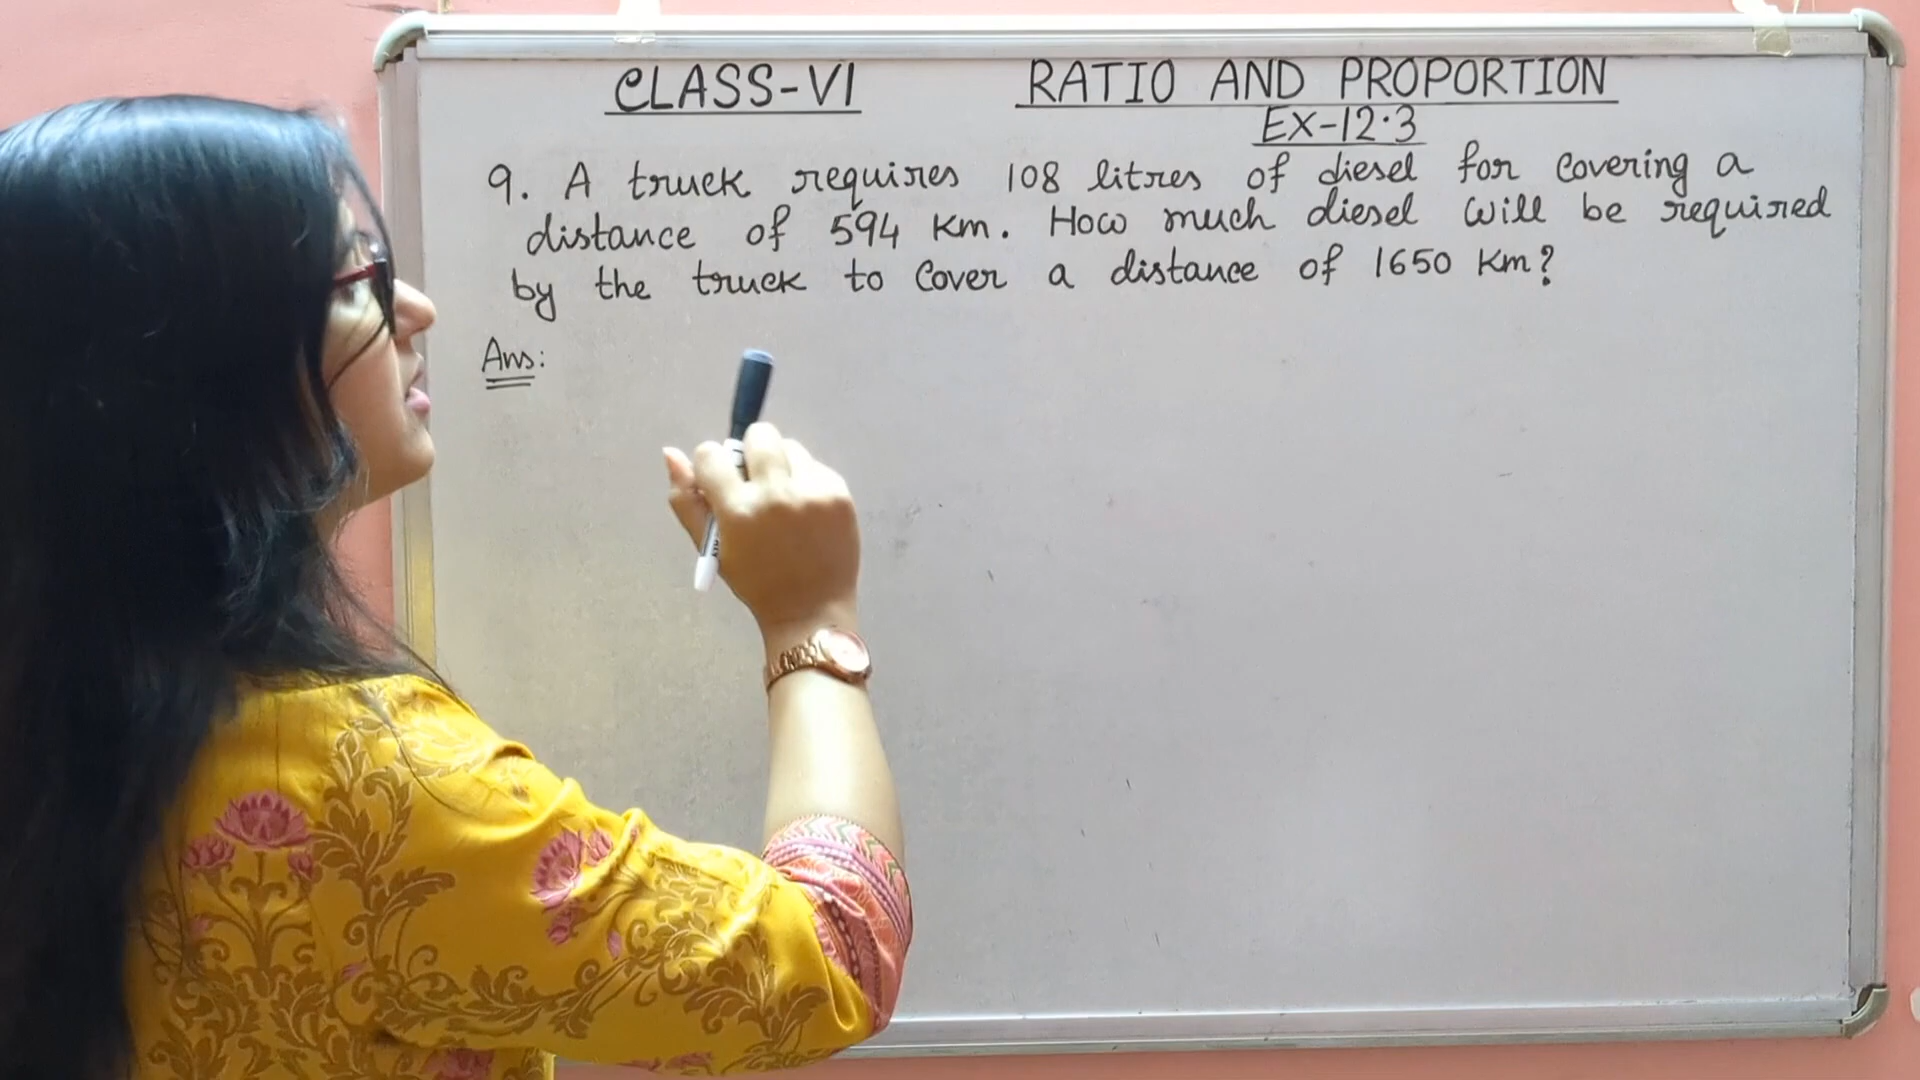 CLASS-VI RATIO AND PROPORTION
EX-12.3
9. A truck requires 108 litres of diesel for covering a
distance of 594 Km. How much diesel will be required
by the truck to cover a distance of 1650 Km?
Ans: